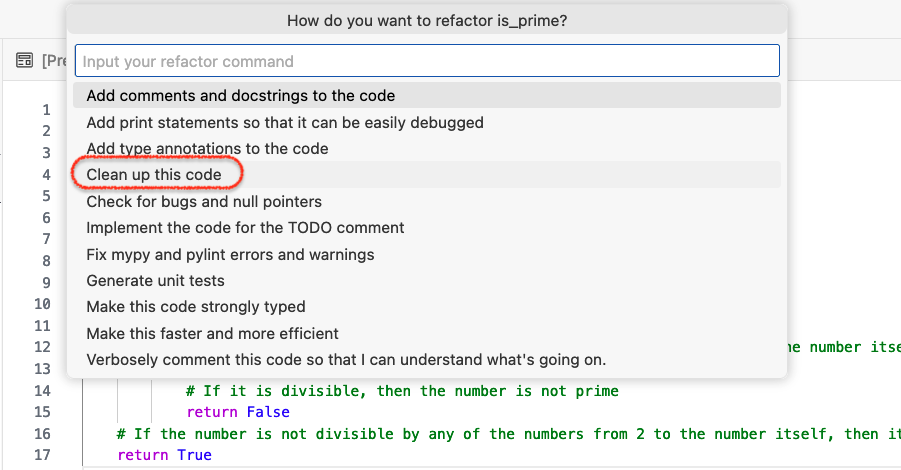 How do you want to refactor is_prime?
[Pre
Input your refactor command
Add comments and docstrings to the code
Add print statements so that it can be easily debugged
Add type annotations to the code
Clean up this code
Check for bugs and null pointers
Implement the code for the TODO comment
Fix mypy and pylint errors and warnings
Generate unit tests
Make this code strongly typed
Make this faster and more efficient
Verbosely comment this code so that I can understand what's going on.
1
2
3
4
5
6
7
8
9
10
11
12 he number itse
13
14 # If it is divisible, then the number is not prime
15 return False
16 # If the number is not divisible by any of the numbers from 2 to the number itself, then it
17 return True